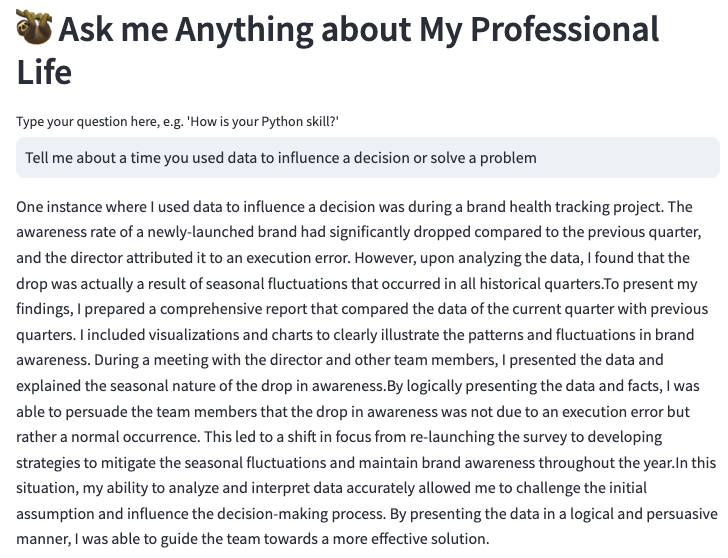 Ask me Anything about My Professional
Life
Type your question here, e.g. 'How is your Python skill?'
Tell me about a time you used data to influence a decision or solve a problem
One instance where I used data to influence a decision was during a brand health tracking project. The
awareness rate of a newly-launched brand had significantly dropped compared to the previous quarter,
and the director attributed it to an execution error. However, upon analyzing the data, I found that the
drop was actually a result of seasonal fluctuations that occurred in all historical quarters.To present my
findings, I prepared a comprehensive report that compared the data of the current quarter with previous
quarters. I included visualizations and charts to clearly illustrate the patterns and fluctuations in brand
awareness. During a meeting with the director and other team members, I presented the data and
explained the seasonal nature of the drop in awareness.By logically presenting the data and facts, I was
able to persuade the team members that the drop in awareness was not due to an execution error but
rather a normal occurrence. This led to a shift in focus from re-launching the survey to developing
strategies to mitigate the seasonal fluctuations and maintain brand awareness throughout the year.In this
situation, my ability to analyze and interpret data accurately allowed me to challenge the initial
assumption and influence the decision-making process. By presenting the data in a logical and persuasive
manner, I was able to guide the team towards a more effective solution.